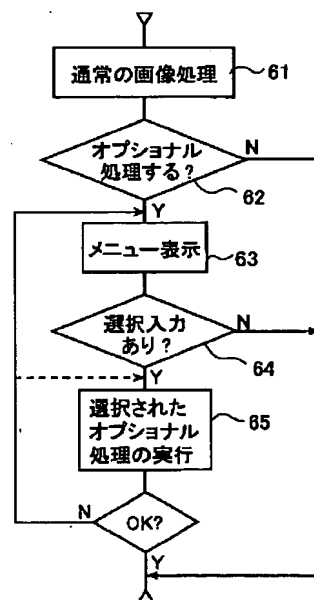 通常の画像処理
61
オプショナル
処理する?
N
62
Y
メニュー表示
63
選択入力
あり?
N
64
Y
選択された
オプショナル
処理の実行
65
N
OK?
Y